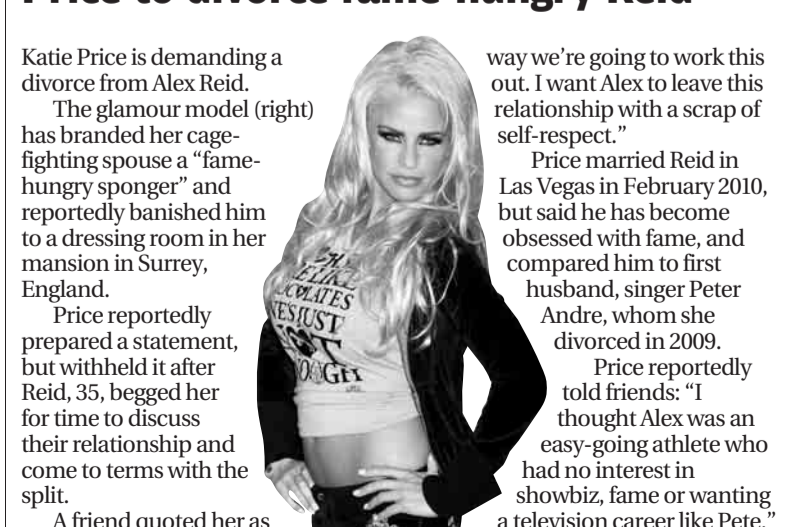 Price to divorce fame-hungry Reid
Katie Price is demanding a
divorce from Alex Reid.
The glamour model (right)
has branded her cage-
fighting spouse a “fame-
hungry sponger” and
reportedly banished him
to a dressing room in her
mansion in Surrey,
England.
Price reportedly
prepared a statement,
but withheld it after
Reid, 35, begged her
for time to discuss
their relationship and
come to terms with the
split.
A friend quoted her as
way we’re going to work this
out. I want Alex to leave this
relationship with a scrap of
self-respect.”
Price married Reid in
Las Vegas in February 2010,
but said he has become
obsessed with fame, and
compared him to first
husband, singer Peter
Andre, whom she
divorced in 2009.
Price reportedly
told friends: “I
thought Alex was an
easy-going athlete who
had no interest in
showbiz, fame or wanting
a television career like Pete.”